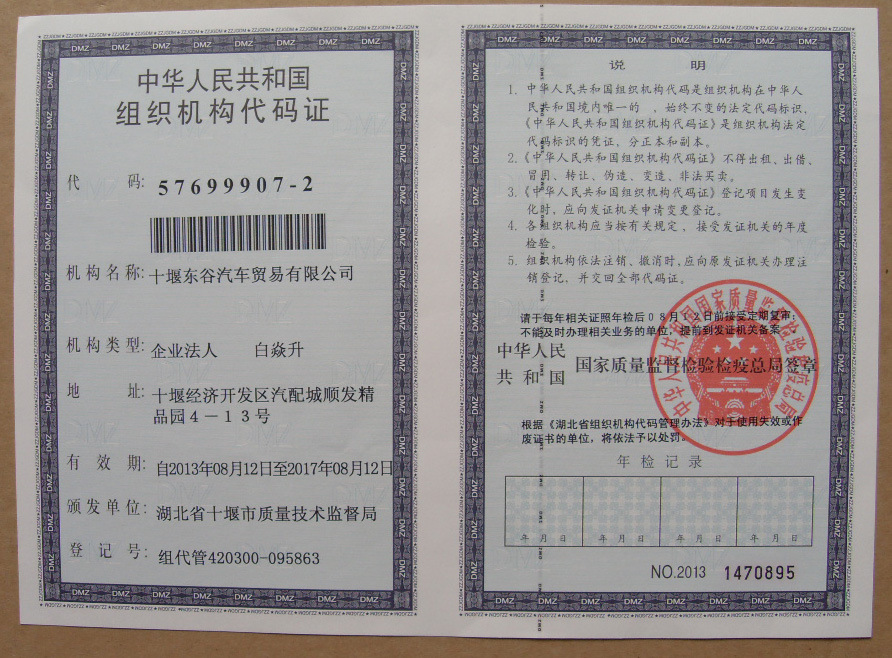 中华人民共和国
组织机构代码证
代 码: 57699907-2
机构名称: 十堰东谷汽车贸易有限公司
机构类型: 企业法人 白焱升
地 址: 十堰经济开发区汽配城顺发精
品园4－13号
有 效 期: 自2013年08月12日至2017年08月12日
颁发单位: 湖北省十堰市质量技术监督局
登 记 号: 组代管420300-095863
说 明
1. 中华人民共和国组织机构代码是组织机构在中华人
民共和国境内唯一的 、始终不变的法定代码标识，
《中华人民共和国组织机构代码证》是组织机构法定
代码标识的凭证，分正本和副本。
2.《中华人民共和国组织机构代码证》不得出租、出借、
冒用、转让、伪造、变造、非法买卖。
3.《中华人民共和国组织机构代码证》登记项目发生变
化时，应向发证机关申请变更登记。
4. 各组织机构应当按有关规定，接受发证机关的年度
检验。
5. 组织机构依法注销、撤消时，应向原发证机关办理注
销登记，并交回全部代码证。
请于每年相关证照年检后08月12日前接受定期复审；
不能及时办理相关业务的单位，提前到发证机关备案
中华人民
共和国 国家质量监督检验检疫总局签章
中华人民共和国国家质量监督检验检疫总局
根据《湖北省组织机构代码管理办法》对于使用失效或作
废证书的单位，将依法予以处罚。
年检记录
年 月 日 年 月 日 年 月 日 年 月 日
NO.2013 1470895